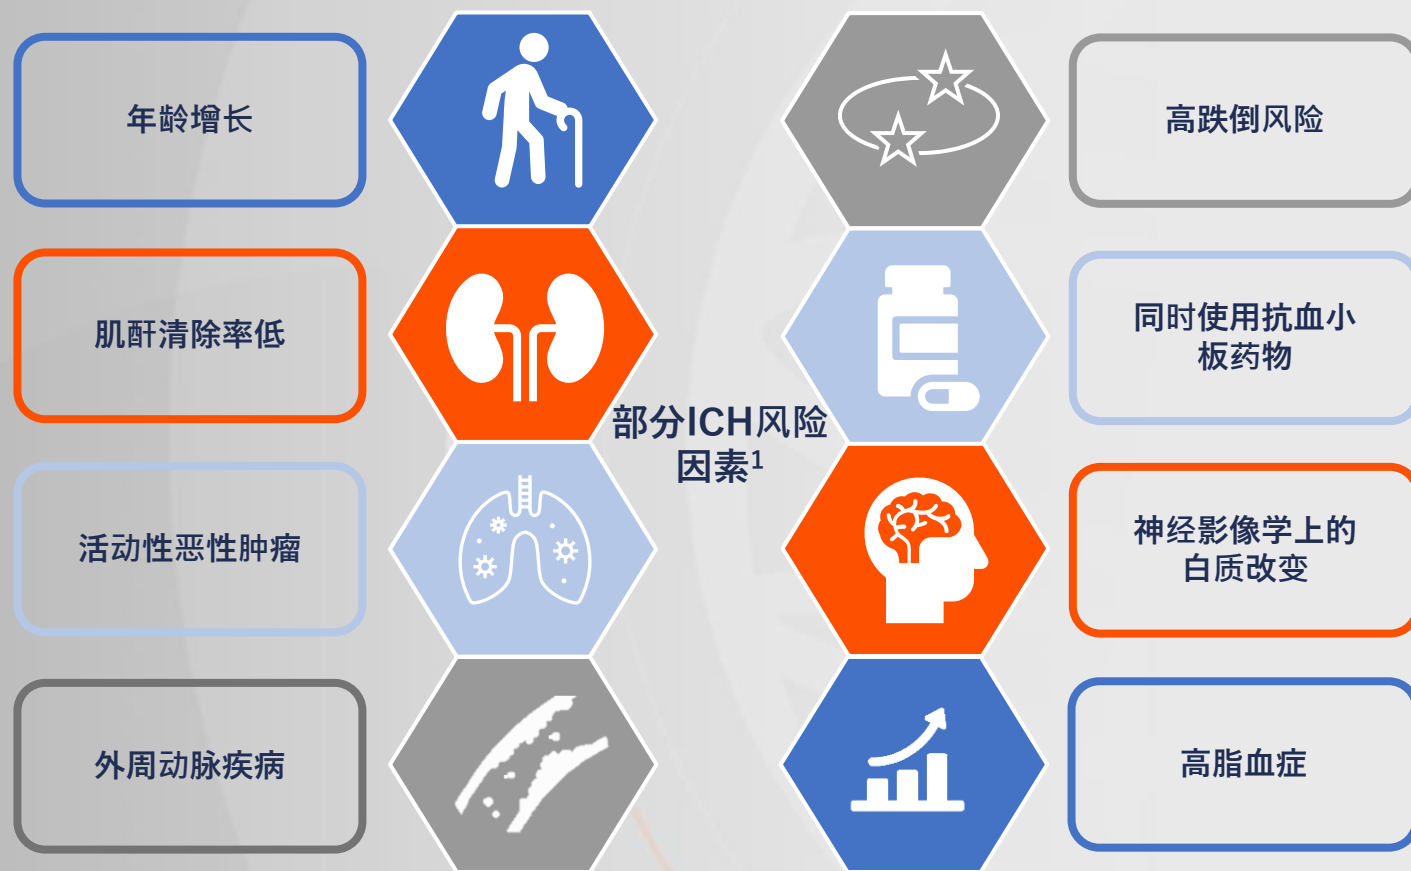 年龄增长
肌酐清除率低
活动性恶性肿瘤
外周动脉疾病
部分ICH风险
因素¹
高跌倒风险
同时使用抗血小
板药物
神经影像学上的
白质改变
高脂血症